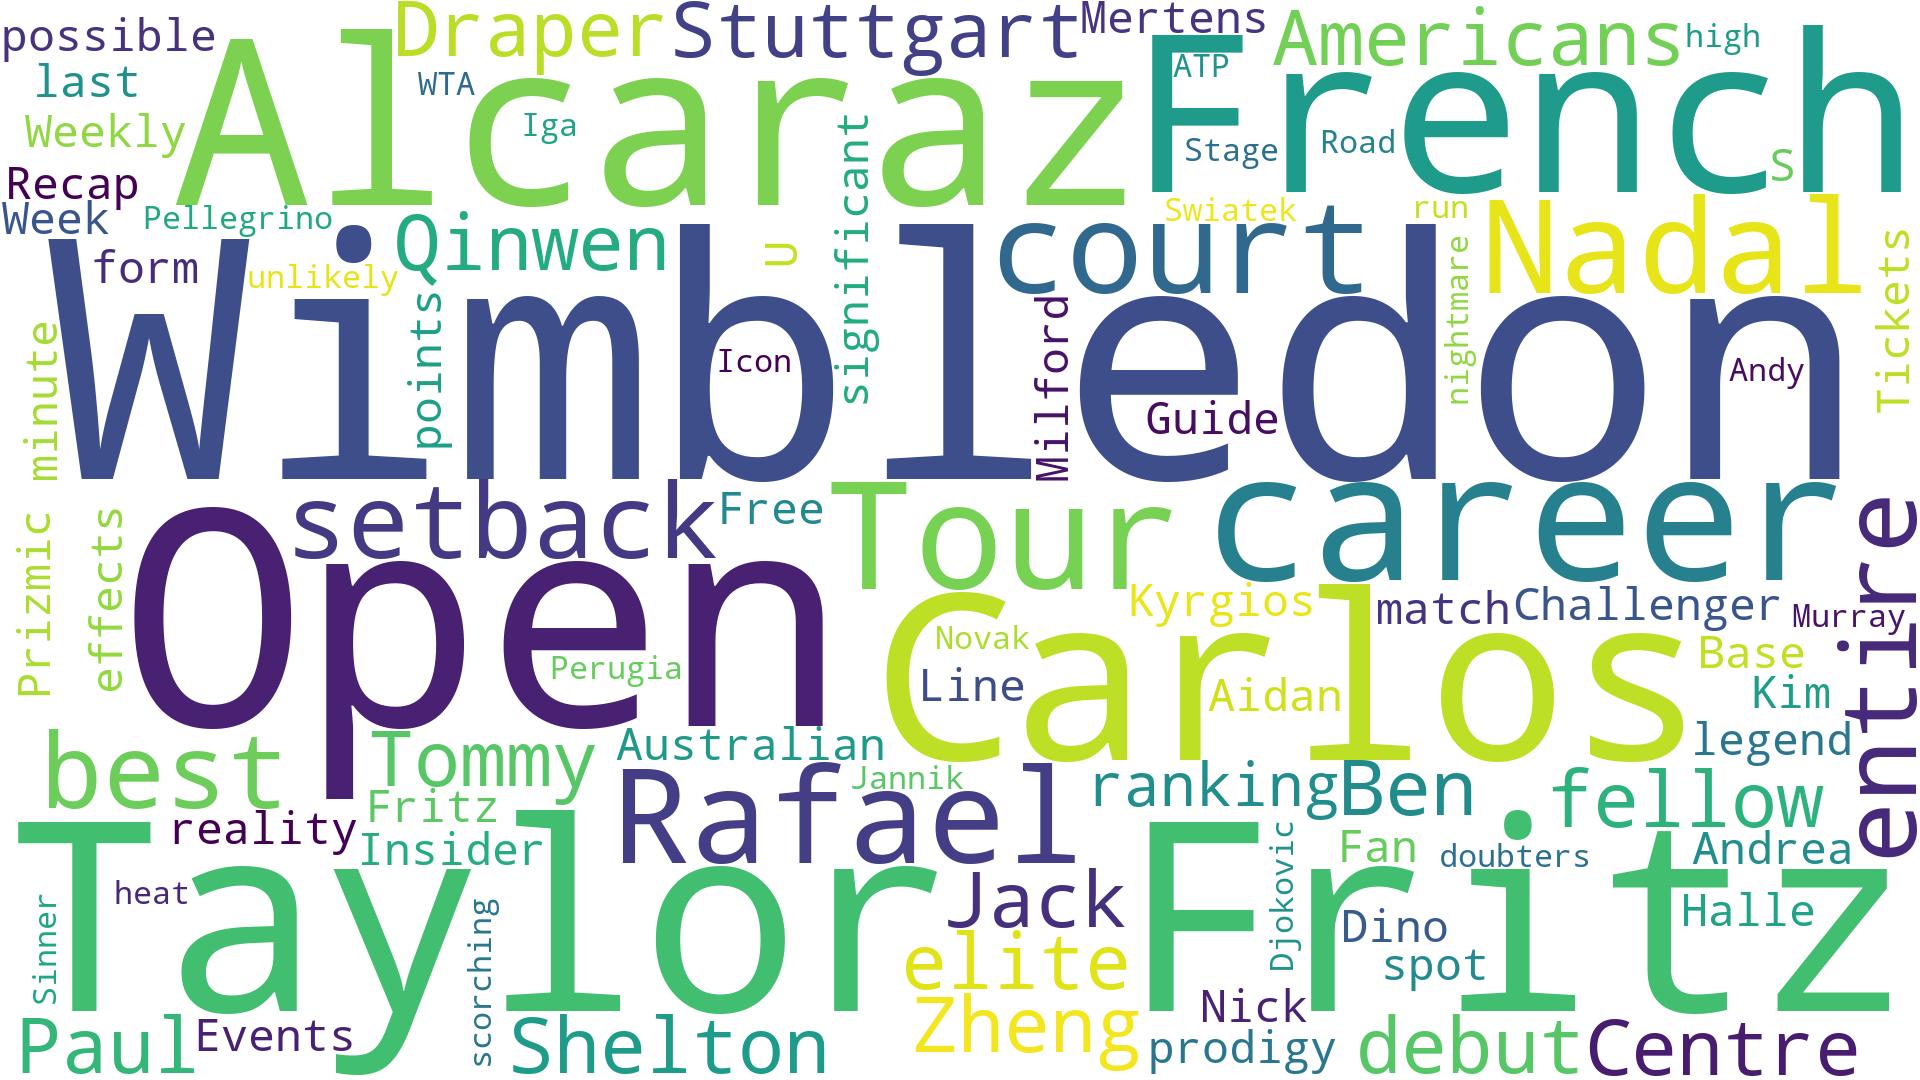 possible
Draper
Stuttgart
Mertens
Americans
high
last
Alcaraz
WTA
ATP
French
Weekly
Iga
Stage
Road
s
Recap
significant
Week
Pellegrino
Qinwen
u
court
Swiatek
run
Nadal
Tickets
form
unlikely
Wimbledon
points
Icon
Milford
Guide
nightmare
Andy
minute
setback
Free
Tour
career
entire
Prizmic
effects
Open
Carlos
Kyrgios
match
Challenger
Murray
Novak
Perugia
Line
Aidan
Base
Kim
best
Tommy
Australian
legend
Rafael
Jannik
ranking
Ben
fellow
Fritz
reality
Insider
Taylor Fritz
Djokovic
Fan
doubters
Andrea
heat
Sinner
scorching
Jack
Dino
Halle
elite
spot
Paul
Events
Shelton
Zheng
Nick
prodigy
debut
Centre